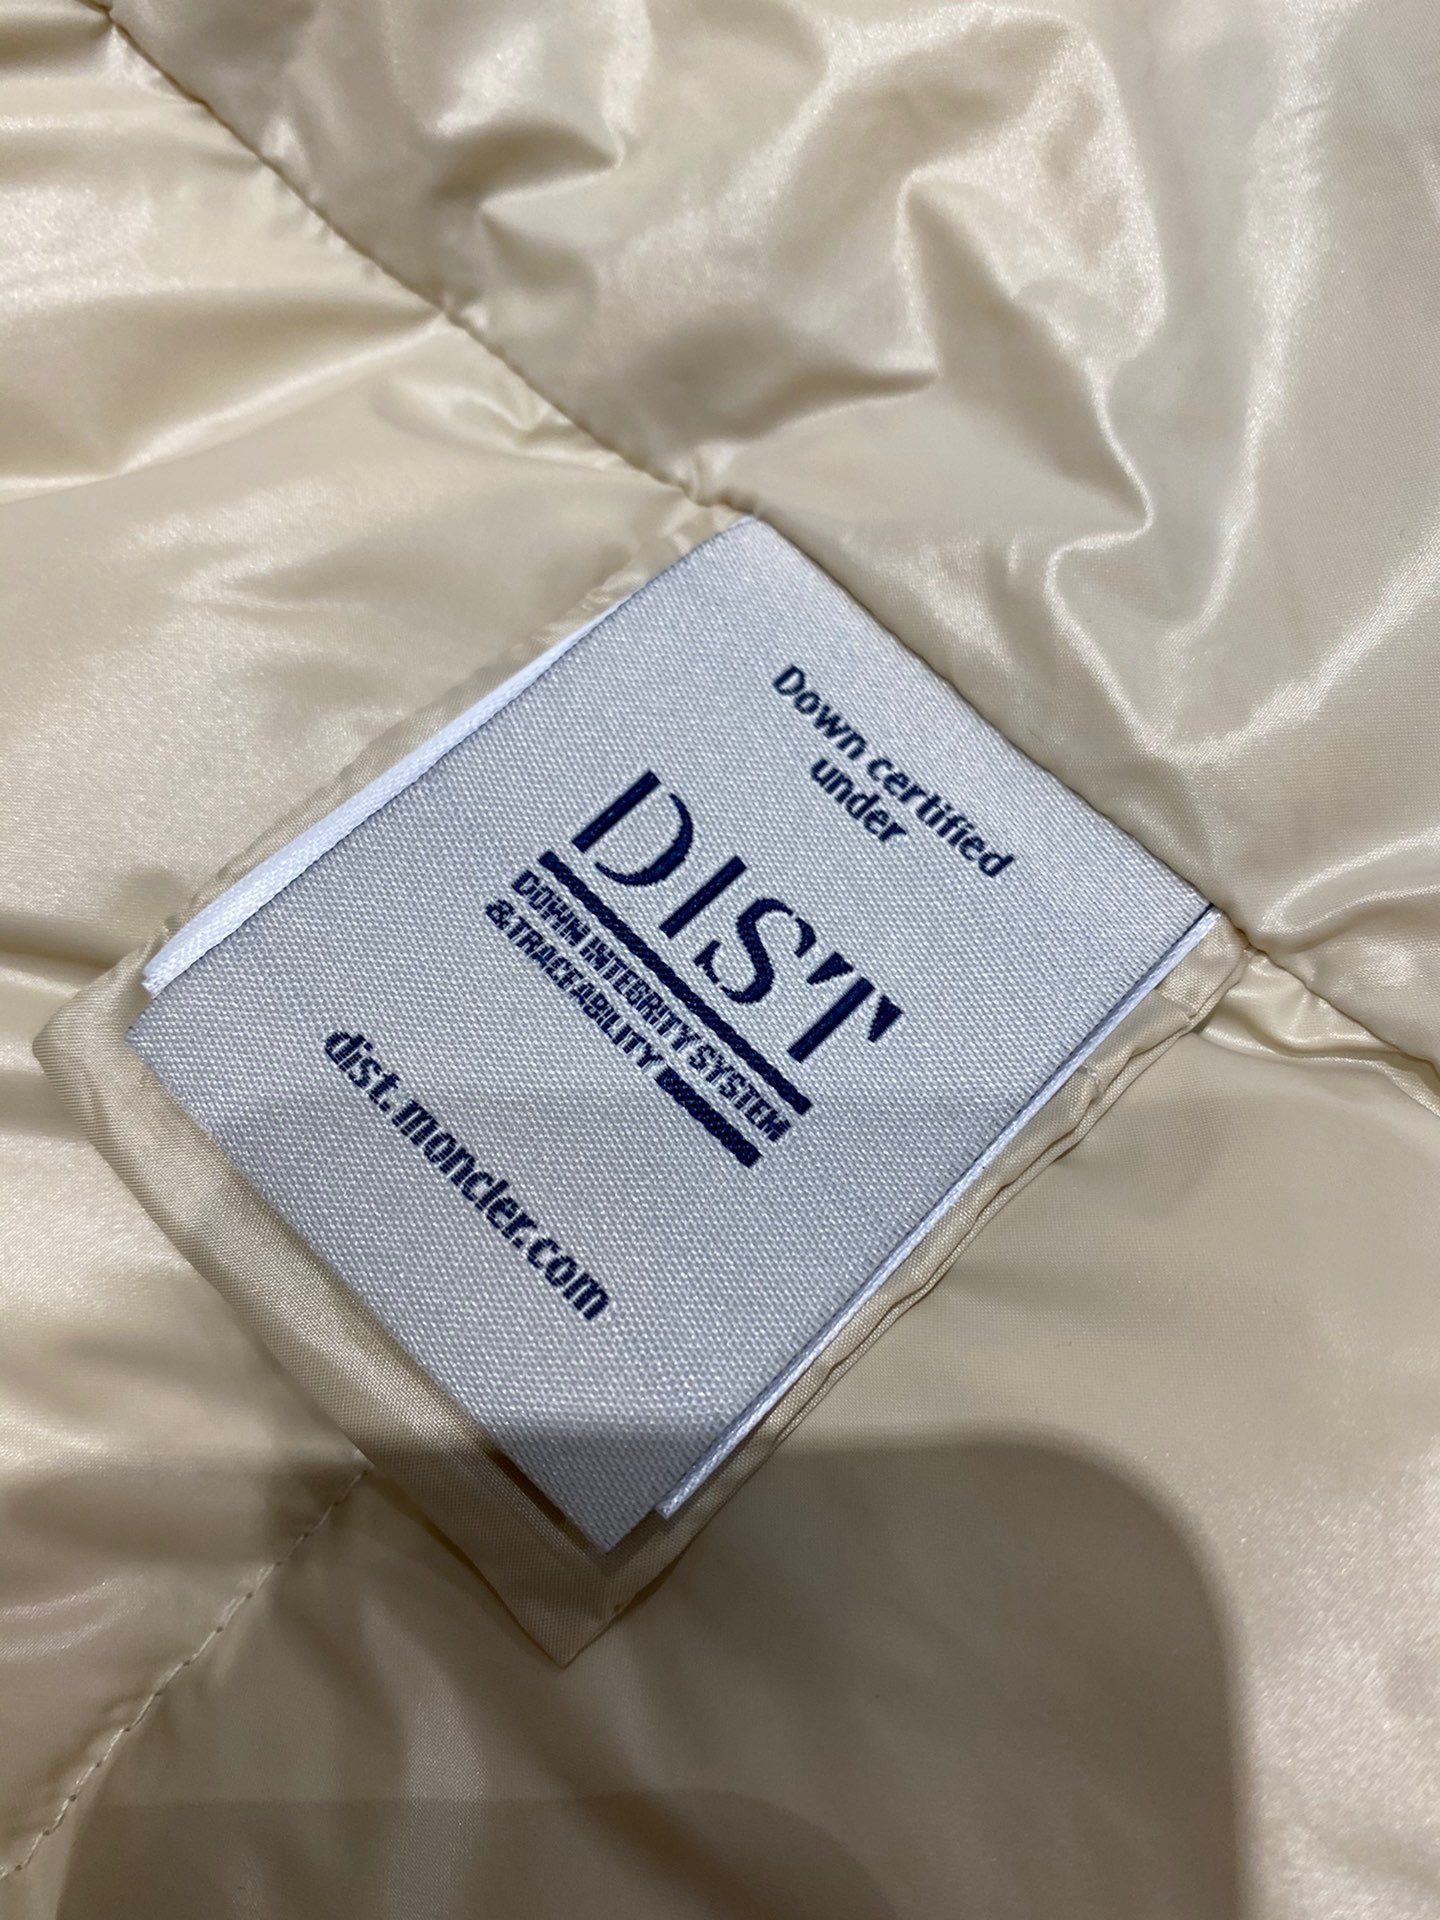 Down certified
under
DIST
DOWN INTEGRITY SYSTEM
&TRACEABILITY
dist.moncler.com